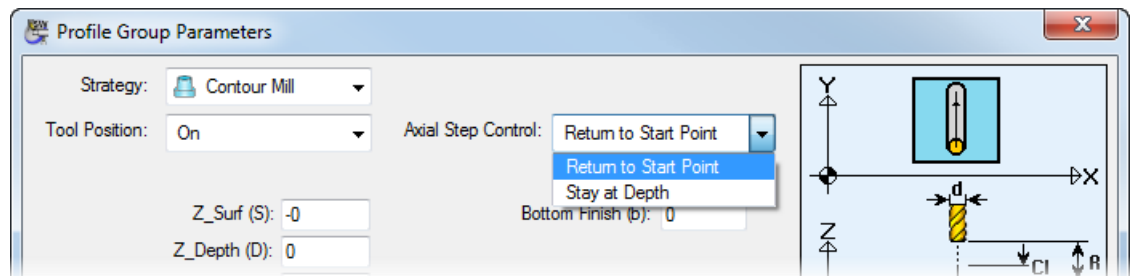 Profile Group Parameters
X
Strategy: Contour Mill
Tool Position: On Axial Step Control: Return to Start Point
Return to Start Point
Stay at Depth
Z_Surf (S): -0 Bottom Finish (b): 0
Z_Depth (D): 0
Y
X
d
Z
CL
R